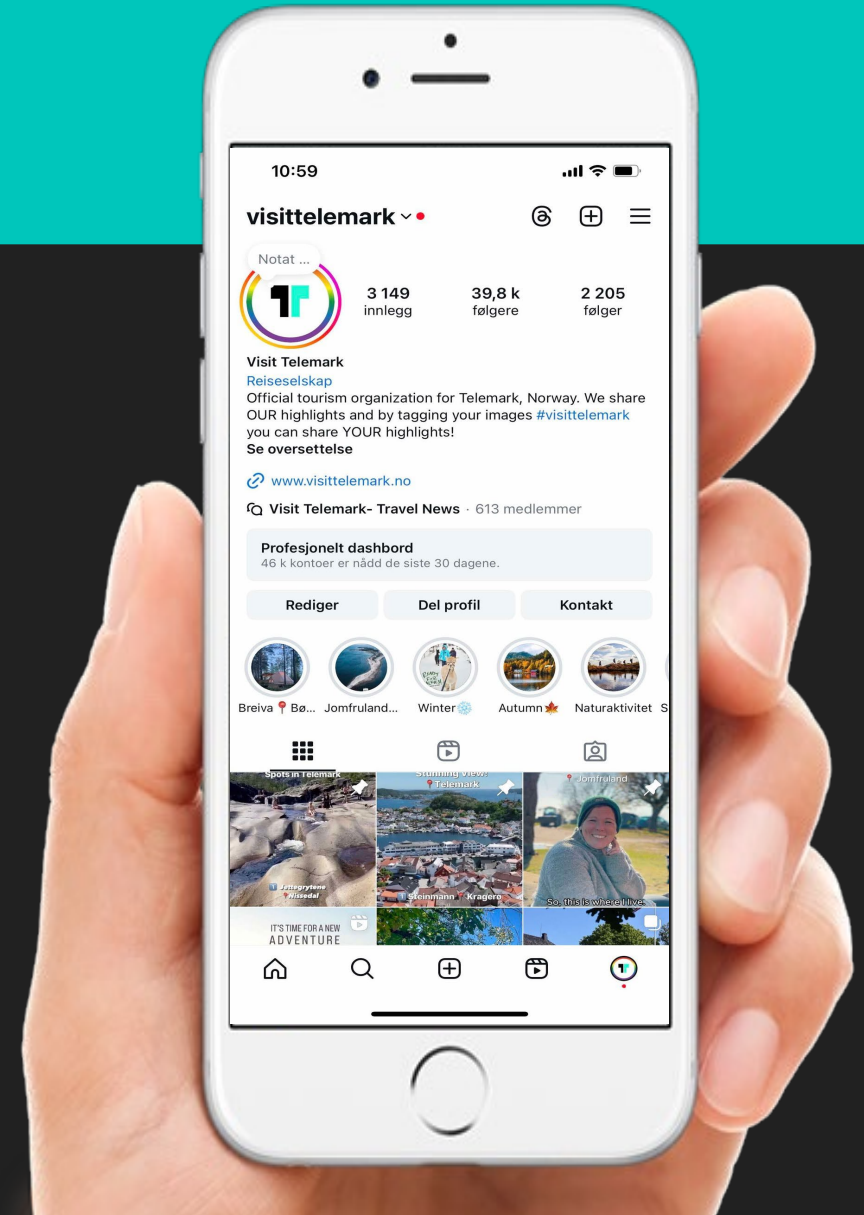 10:59
visittelemark
Notat ...
3 149
innlegg
39,8 k
følgere
2 205
følger
Visit Telemark
Reiseselskap
Official tourism organization for Telemark, Norway. We share
OUR highlights and by tagging your images #visittelemark
you can share YOUR highlights!
Se oversettelse
www.visittelemark.no
Visit Telemark- Travel News · 613 medlemmer
Profesjonelt dashbord
46 k kontoer er nådd de siste 30 dagene.
Rediger
Del profil
Kontakt
Breiva 📍 Bø...
Jomfruland...
Winter❄️
Autumn🍁
Naturaktivitet
S
Spots in Telemark
1 Jettegrytene
📍Nissedal
Stunning View!
📍Telemark
1 Steinmann 📍 Kragerø
📍 Jomfruland
So, this is where I live.
IT'S TIME FOR A NEW
ADVENTURE